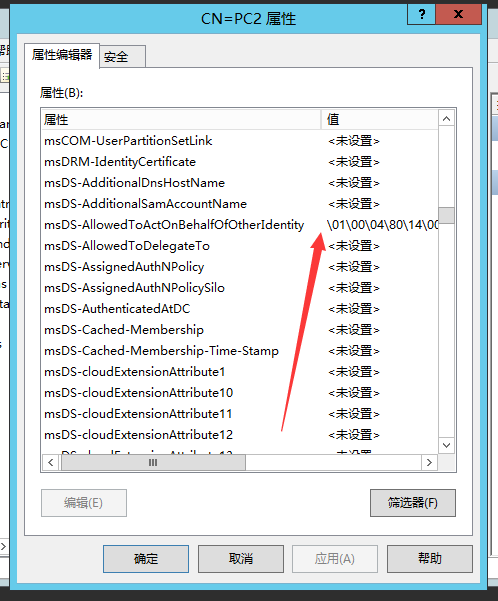 CN=PC2 属性
?
x
属性编辑器
安全
属性(B):
属性 值
msCOM-UserPartitionSetLink <未设置>
msDRM-IdentityCertificate <未设置>
msDS-AdditionalDnsHostName <未设置>
msDS-AdditionalSamAccountName <未设置>
msDS-AllowedToActOnBehalfOfOtherIdentity \01\00\04\80\14\00
msDS-AllowedToDelegateTo <未设置>
msDS-AssignedAuthNPolicy <未设置>
msDS-AssignedAuthNPolicySilo <未设置>
msDS-AuthenticatedAtDC <未设置>
msDS-Cached-Membership <未设置>
msDS-Cached-Membership-Time-Stamp <未设置>
msDS-cloudExtensionAttribute1 <未设置>
msDS-cloudExtensionAttribute10 <未设置>
msDS-cloudExtensionAttribute11 <未设置>
msDS-cloudExtensionAttribute12 <未设置>
编辑(E)
筛选器(F)
确定
取消
应用(A)
帮助